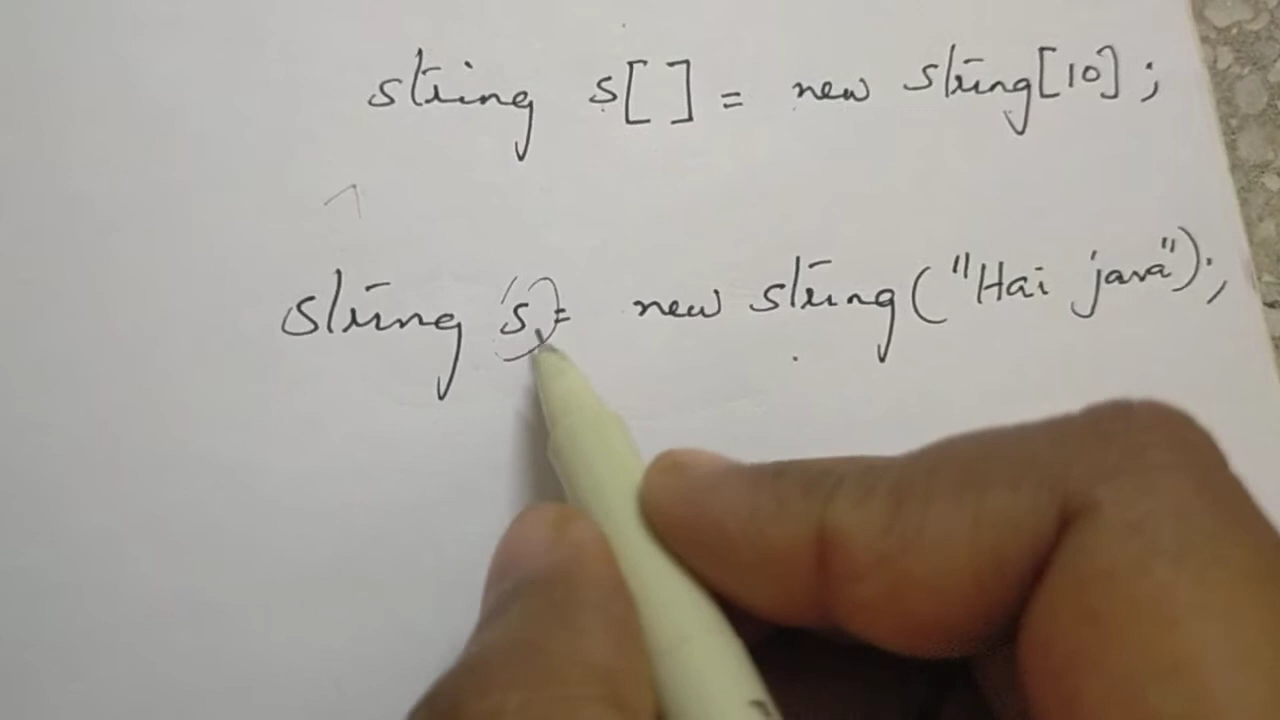 string s[] = new string[10];
string s = new string("Hai java");